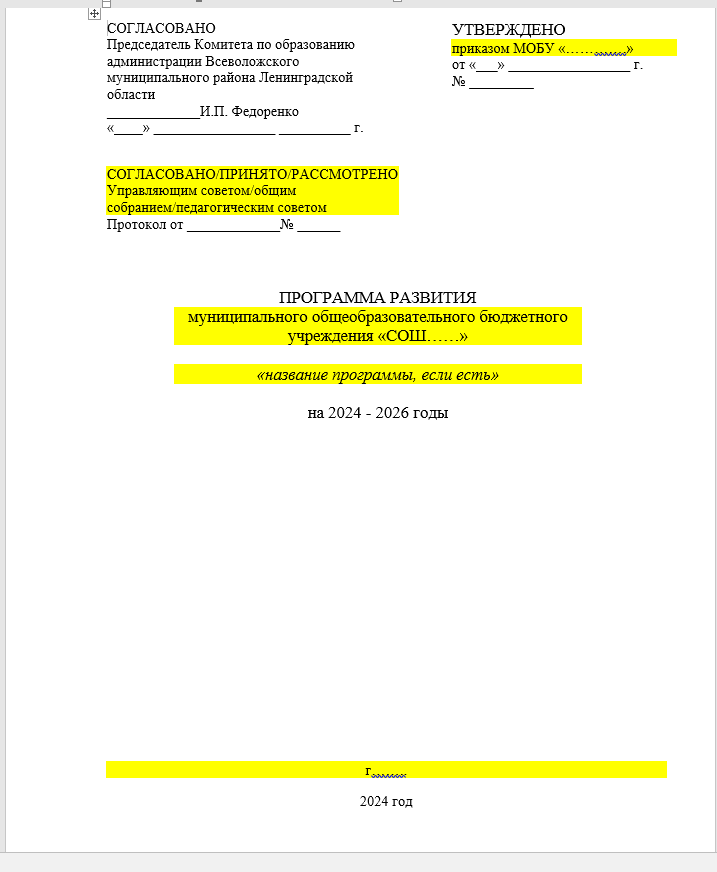 СОГЛАСОВАНО
Председатель Комитета по образованию
администрации Всеволожского
муниципального района Ленинградской
области
_____________И.П. Федоренко
«____» _________________ __________ г.
УТВЕРЖДЕНО
приказом МОБУ «…………»
от «___» _________________ г.
№ _________
СОГЛАСОВАНО/ПРИНЯТО/РАССМОТРЕНО
Управляющим советом/общим
собранием/педагогическим советом
Протокол от _____________№ ______
ПРОГРАММА РАЗВИТИЯ
муниципального общеобразовательного бюджетного
учреждения «СОШ……»
«название программы, если есть»
на 2024 - 2026 годы
г…….
2024 год